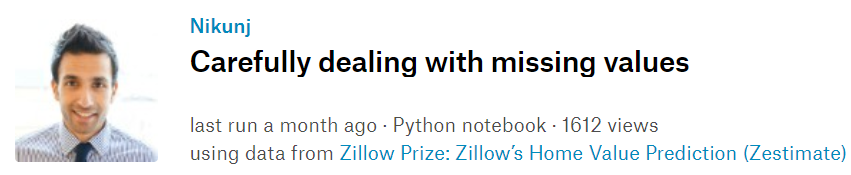 Nikunj
Carefully dealing with missing values
last run a month ago · Python notebook · 1612 views
using data from Zillow Prize: Zillow’s Home Value Prediction (Zestimate)